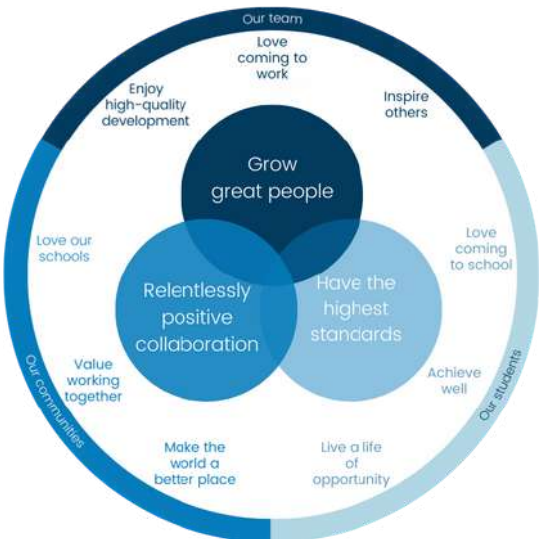 Our team
Love
coming to
work
Enjoy
high-quality
development
Inspire
others
Grow
great people
Love our
schools
Love
coming
to school
Relentlessly
positive
collaboration
Have the
highest
standards
Value
working
together
Achieve
well
Our communities
Our students
Make the
world a
better place
Live a life
of
opportunity